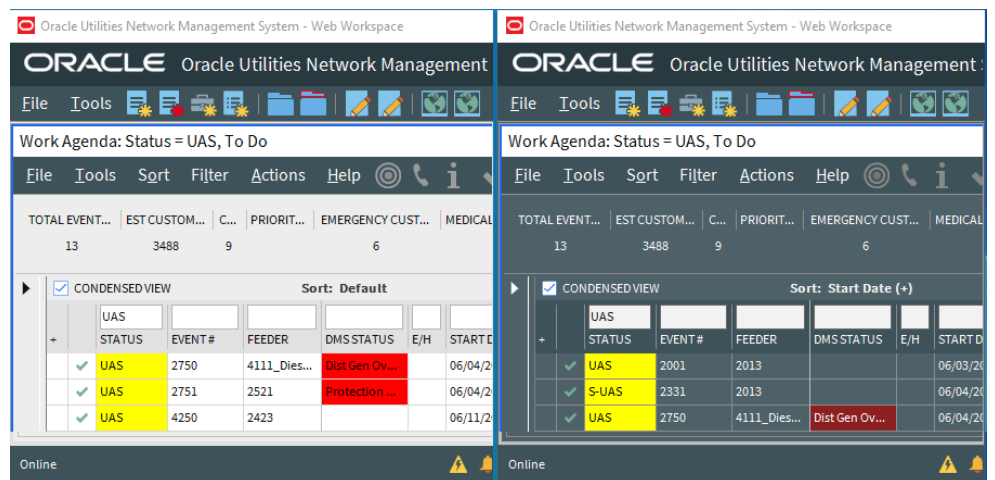 Oracle Utilities Network Management System - Web Workspace
ORACLE Oracle Utilities Network Management
File Tools
Work Agenda: Status = UAS, To Do
File Tools Sort Filter Actions Help
TOTAL EVENT... EST CUSTOM... C... PRIORIT... EMERGENCY CUST... MEDICAL
13 3488 9 6
CONDENSED VIEW Sort: Default
UAS
+ STATUS EVENT # FEEDER DMS STATUS E/H START D
UAS 2750 4111_Dies... Dist Gen Ov... 06/04/2
UAS 2751 2521 Protection ... 06/04/2
UAS 4250 2423 06/11/2
Online
Oracle Utilities Network Management System - Web Workspace
ORACLE Oracle Utilities Network Management
File Tools
Work Agenda: Status = UAS, To Do
File Tools Sort Filter Actions Help
TOTAL EVENT... EST CUSTOM... C... PRIORIT... EMERGENCY CUST... MEDICAL
13 3488 9 6
CONDENSED VIEW Sort: Start Date (+)
UAS
+ STATUS EVENT # FEEDER DMS STATUS E/H START D
UAS 2001 2013 06/03/20
S-UAS 2331 2013 06/04/20
UAS 2750 4111_Dies... Dist Gen Ov... 06/04/20
Online